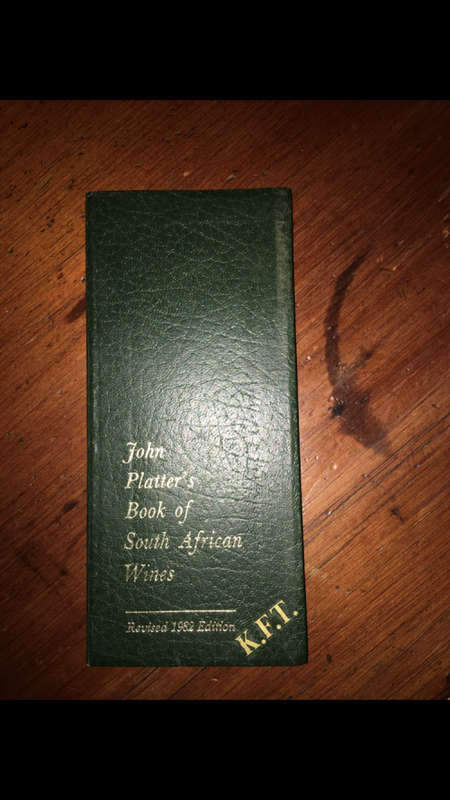 John
Platter's
Book of
South African
Wines
Revised 1982 Edition
K.F.T.